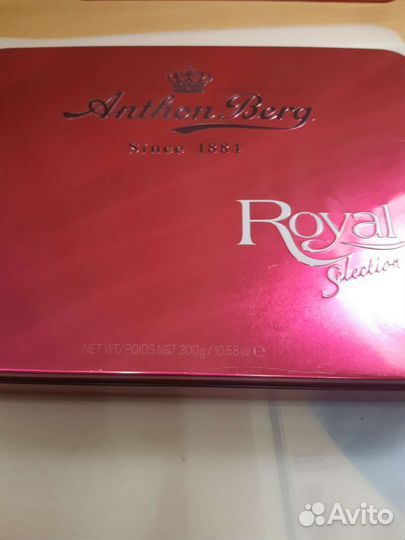 Anthon Berg
Since 1884
Royal
Selection
NET WT/POIDS NET 300g/10.58oz ℮
Avito